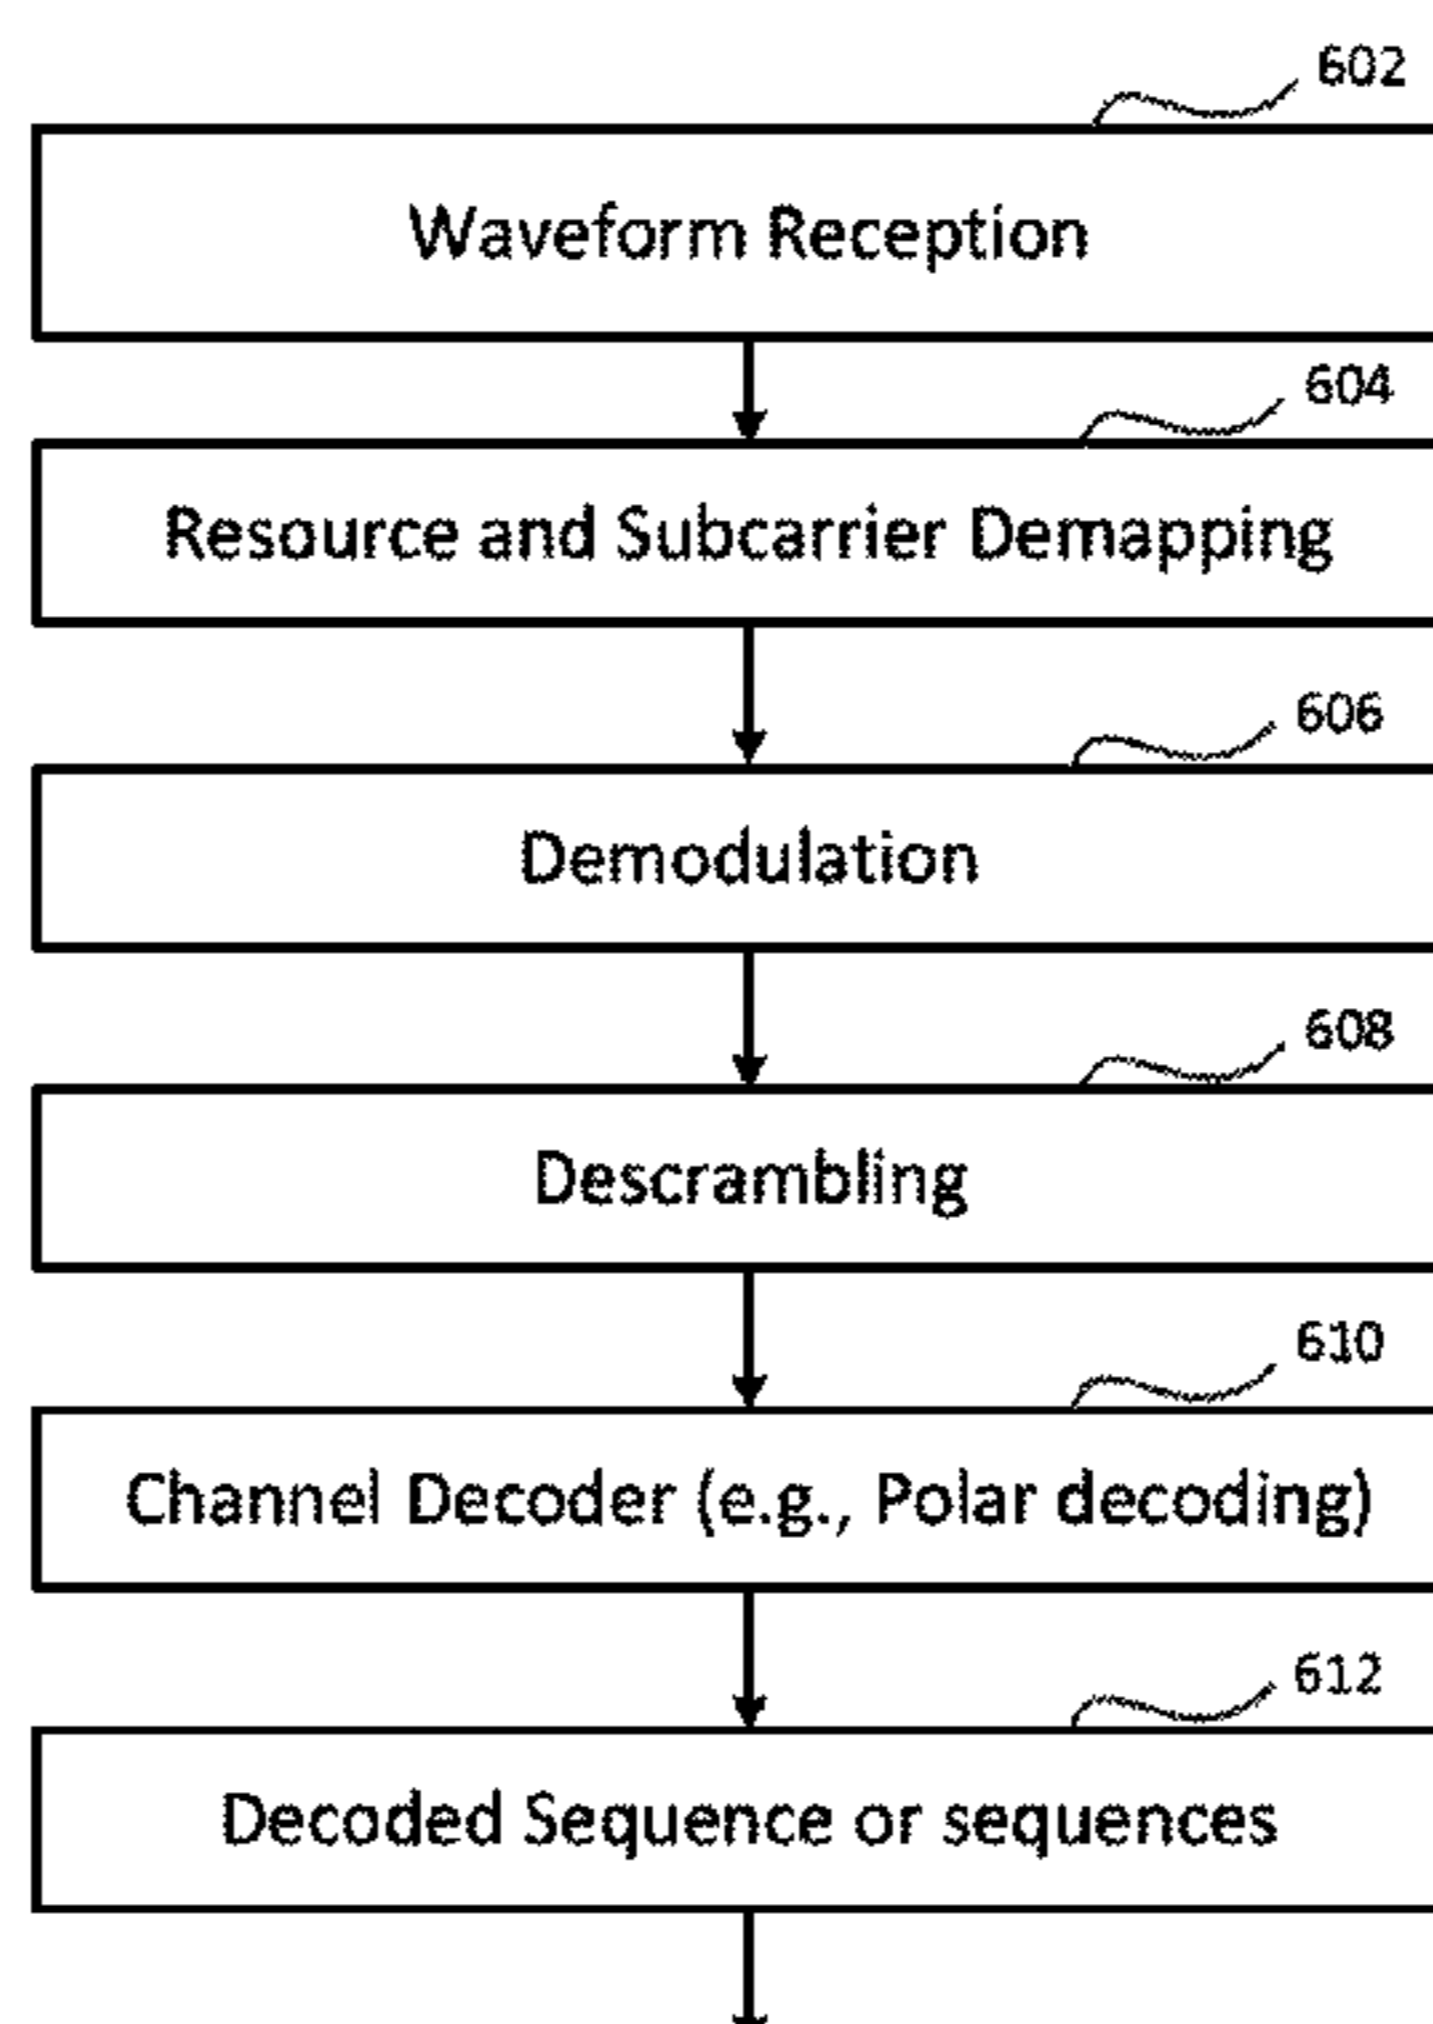 602
Waveform Reception
604
Resource and Subcarrier Demapping
606
Demodulation
608
Descrambling
610
Channel Decoder (e.g., Polar decoding)
612
Decoded Sequence or sequences